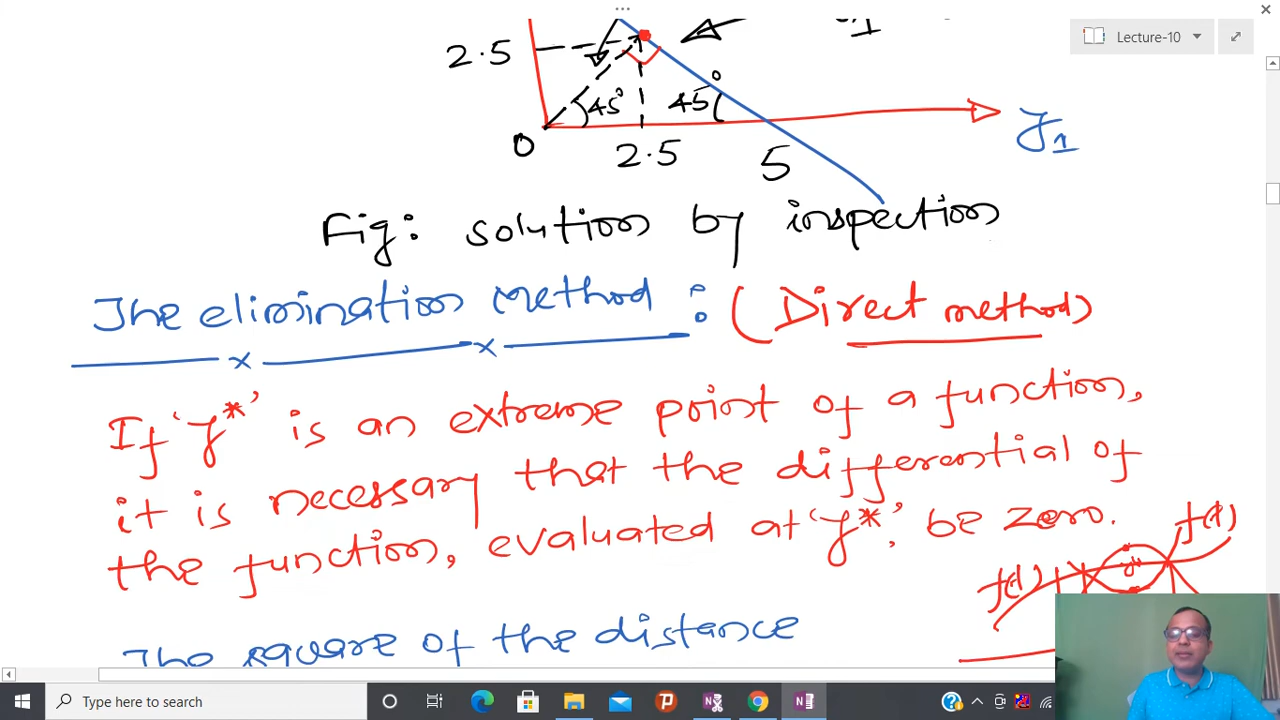 Lecture-10
2.5
45°
45°
0
2.5
5
y1
Fig: solution by inspection
The elimination method : (Direct method)
If 'y*' is an extreme point of a function,
it is necessary that the differential of
the function, evaluated at 'y*', be zero.
f(t)
f(t)
y*
The square of the distance
Type here to search